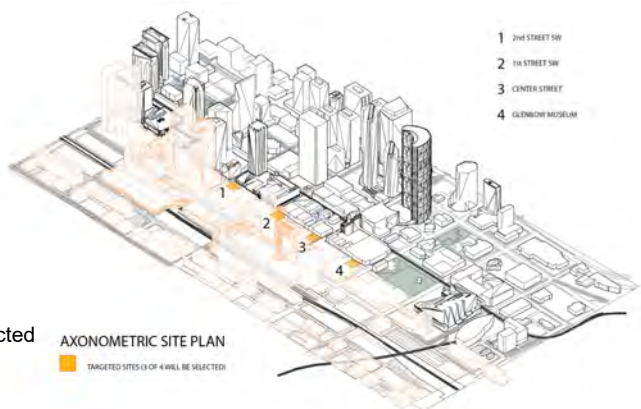 1 2nd STREET SW
2 1st STREET SW
3 CENTER STREET
4 GLENBOW MUSEUM
1
2
3
4
cted
AXONOMETRIC SITE PLAN
TARGETED SITES (3 OF 4 WILL BE SELECTED)